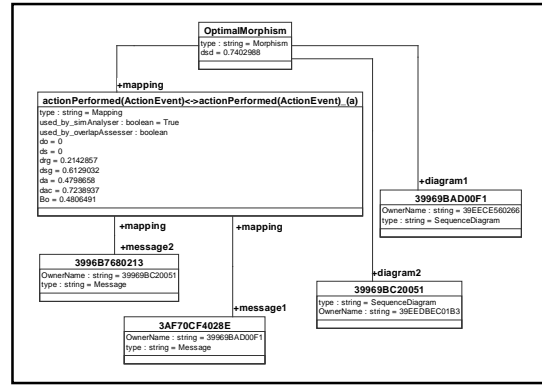 OptimalMorphism
type : string = Morphism
dsd = 0.7402988
+mapping
actionPerformed(ActionEvent)<->actionPerformed(ActionEvent)_(a)
type : string = Mapping
used_by_simAnalyser : boolean = True
used_by_overlapAssesser : boolean
do = 0
ds = 0
drg = 0.2142857
dsg = 0.6129032
da = 0.4798658
dac = 0.7238937
Bo = 0.4806491
+diagram1
39969BAD00F1
OwnerName : string = 39EECE560266
type : string = SequenceDiagram
+mapping
+mapping
+message2
3996B7680213
OwnerName : string = 39969BC20051
type : string = Message
+diagram2
39969BC20051
type : string = SequenceDiagram
OwnerName : string = 39EEDBEC01B3
+message1
3AF70CF4028E
OwnerName : string = 39969BAD00F1
type : string = Message